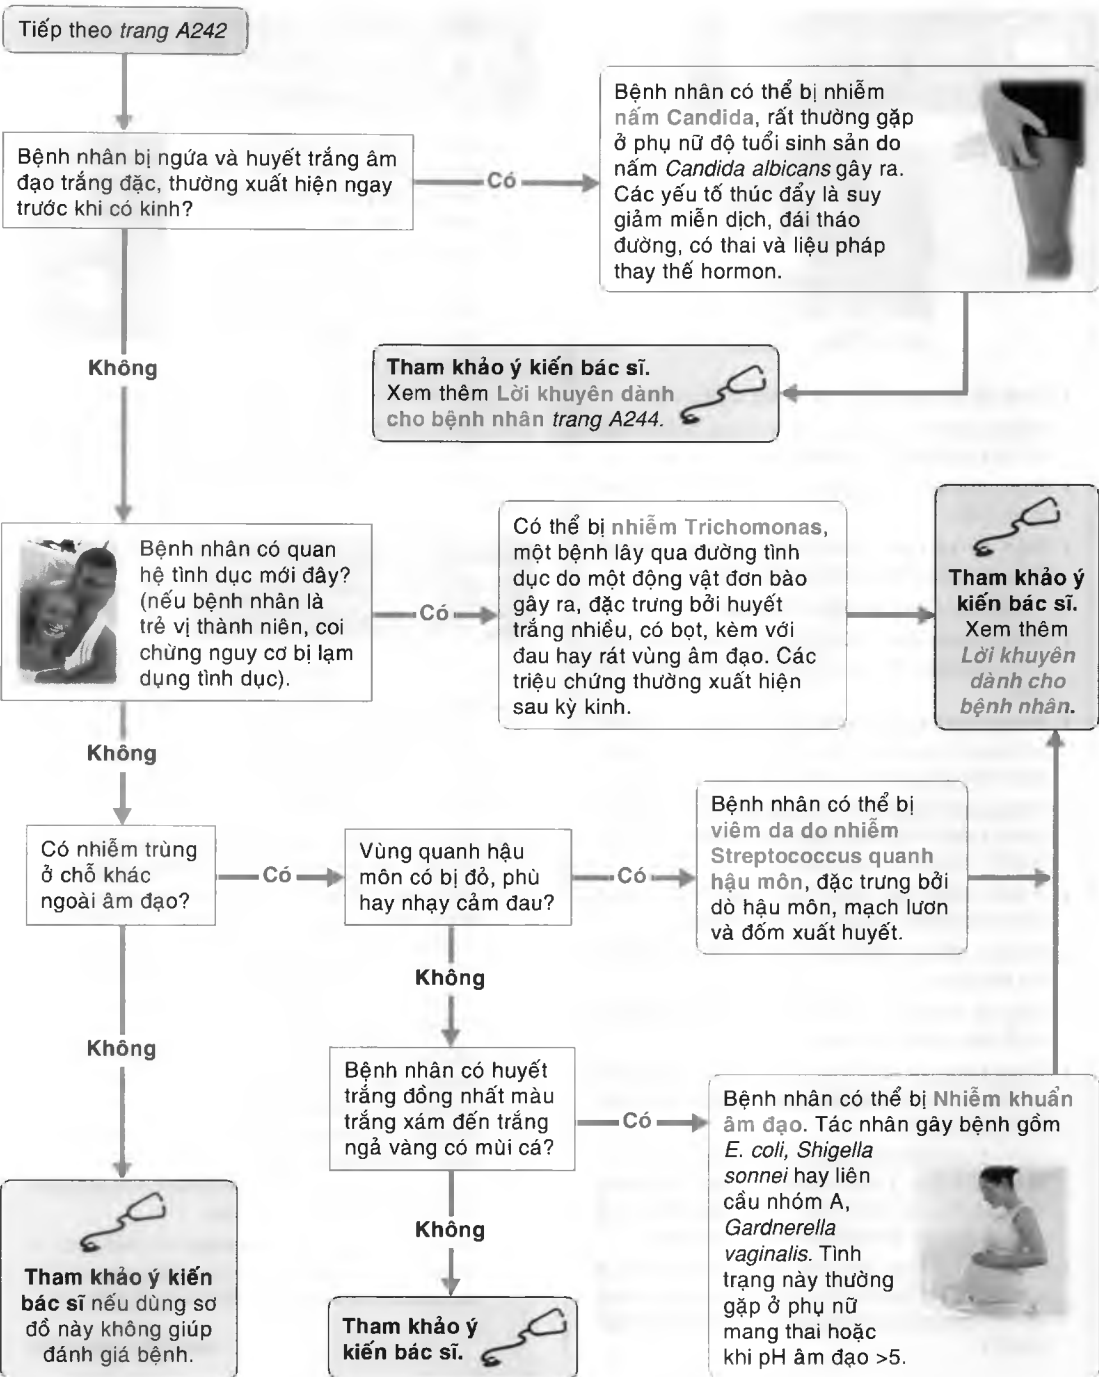 Tiếp theo trang A242
Bệnh nhân bị ngứa và huyết trắng âm
đạo trắng đặc, thường xuất hiện ngay
trước khi có kinh?
Có
Bệnh nhân có thể bị nhiễm
nấm Candida, rất thường gặp
ở phụ nữ độ tuổi sinh sản do
nấm Candida albicans gây ra.
Các yếu tố thúc đẩy là suy
giảm miễn dịch, đái tháo
đường, có thai và liệu pháp
thay thế hormon.
Không
Tham khảo ý kiến bác sĩ.
Xem thêm Lời khuyên dành
cho bệnh nhân trang A244.
Bệnh nhân có quan
hệ tình dục mới đây?
(nếu bệnh nhân là
trẻ vị thành niên, coi
chừng nguy cơ bị lạm
dụng tình dục).
Có
Có thể bị nhiễm Trichomonas,
một bệnh lây qua đường tình
dục do một động vật đơn bào
gây ra, đặc trưng bởi huyết
trắng nhiều, có bọt, kèm với
đau hay rát vùng âm đạo. Các
triệu chứng thường xuất hiện
sau kỳ kinh.
Tham khảo ý
kiến bác sĩ.
Xem thêm
Lời khuyên
dành cho
bệnh nhân.
Không
Có nhiễm trùng
ở chỗ khác
ngoài âm đạo?
Có
Vùng quanh hậu
môn có bị đỏ, phù
hay nhạy cảm đau?
Có
Bệnh nhân có thể bị
viêm da do nhiễm
Streptococcus quanh
hậu môn, đặc trưng bởi
dò hậu môn, mạch lươn
và đốm xuất huyết.
Không
Không
Bệnh nhân có huyết
trắng đồng nhất màu
trắng xám đến trắng
ngả vàng có mùi cá?
Có
Bệnh nhân có thể bị Nhiễm khuẩn
âm đạo. Tác nhân gây bệnh gồm
E. coli, Shigella
sonnei hay liên
cầu nhóm A,
Gardnerella
vaginalis. Tình
trạng này thường
gặp ở phụ nữ
mang thai hoặc
khi pH âm đạo >5.
Không
Tham khảo ý kiến
bác sĩ nếu dùng sơ
đồ này không giúp
đánh giá bệnh.
Tham khảo ý
kiến bác sĩ.